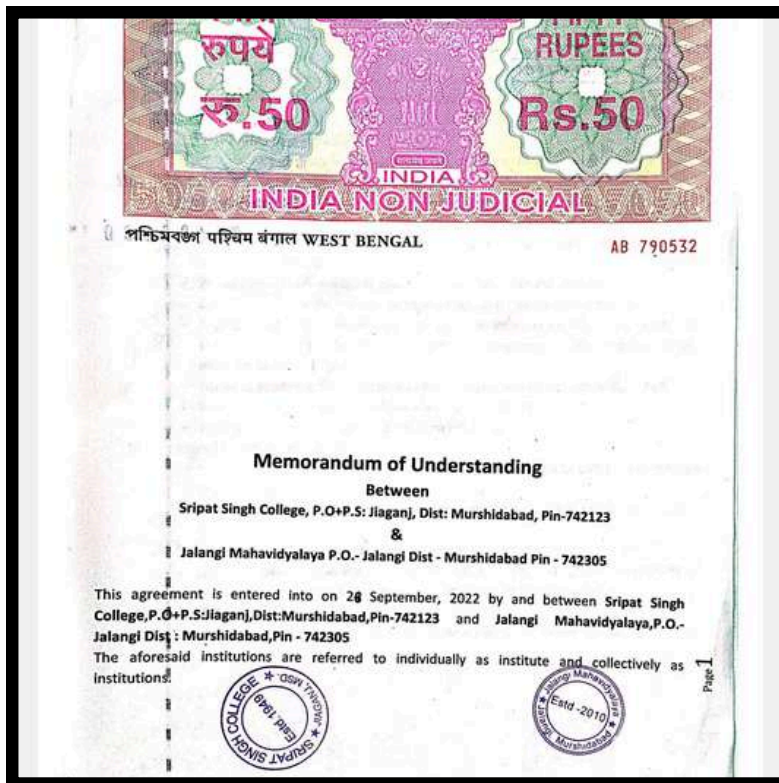 रुपये
RUPEES
रु.50
Rs.50
सत्यमेव जयते
INDIA
INDIA NON JUDICIAL
পশ্চিমবঙ্গ पश्चिम बंगाल WEST BENGAL
AB 790532
Memorandum of Understanding
Between
Sripat Singh College, P.O+P.S: Jiaganj, Dist: Murshidabad, Pin-742123
&
Jalangi Mahavidyalaya P.O.- Jalangi Dist - Murshidabad Pin - 742305
This agreement is entered into on September, 2022 by and between Sripat Singh
College,P.O+P.S:Jiaganj,Dist:Murshidabad,Pin-742123 and Jalangi Mahavidyalaya,P.O.-
Jalangi Dist : Murshidabad,Pin - 742305
The aforesaid institutions are referred to individually as institute and collectively as
institutions.
Page 1
SRIPAT SINGH COLLEGE
JIAGANJ, MSD.
Estd. 1949
Jalangi Mahavidyalaya
Estd -2010
Murshidabad